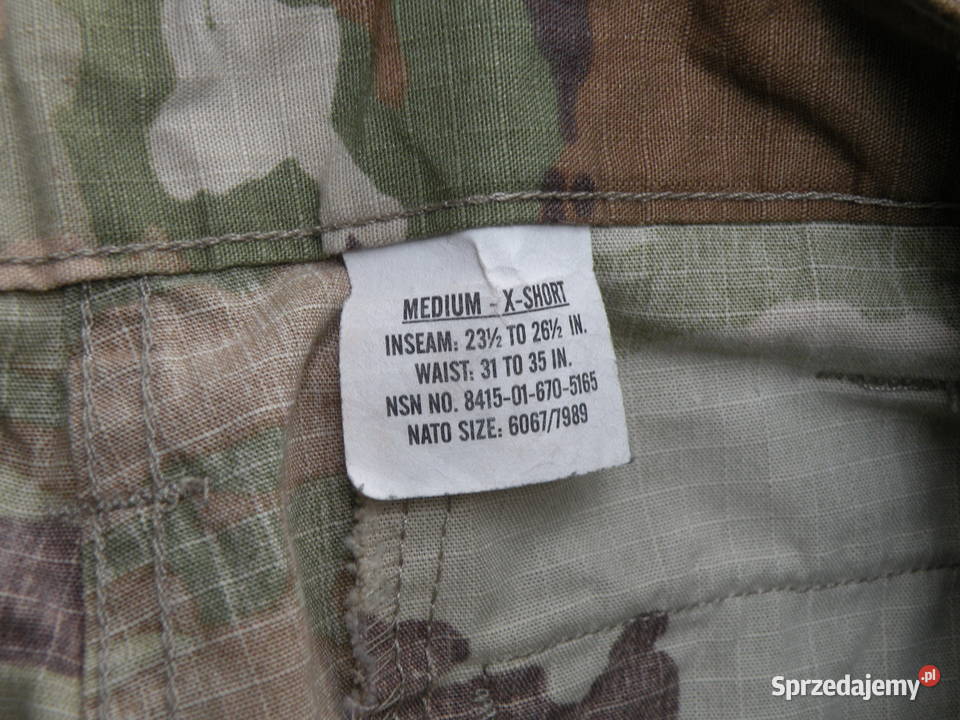 MEDIUM - X-SHORT
INSEAM: 23½ TO 26½ IN.
WAIST: 31 TO 35 IN.
NSN NO. 8415-01-670-5165
NATO SIZE: 6067/7989
Sprzedajemy.pl